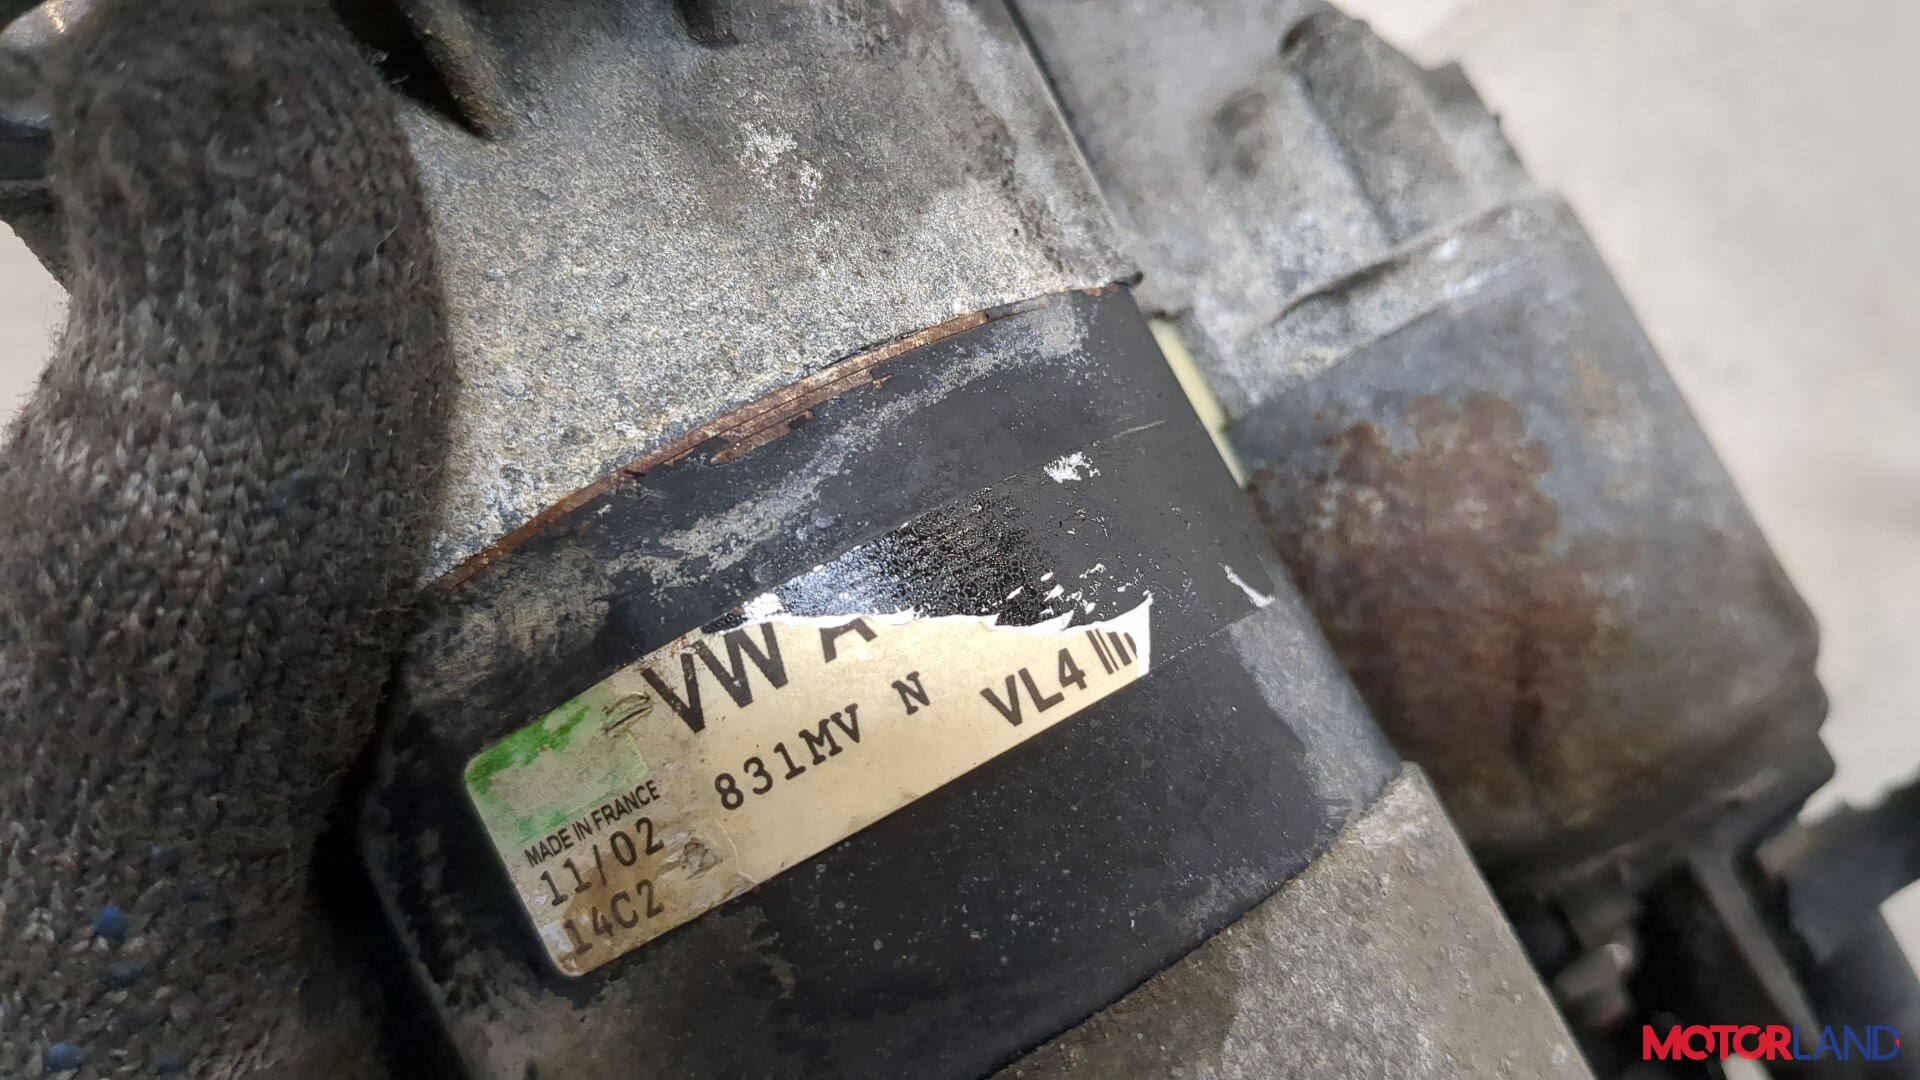 VW A
831MV N VL4
MADE IN FRANCE
11/02
14C2
MOTORLAND